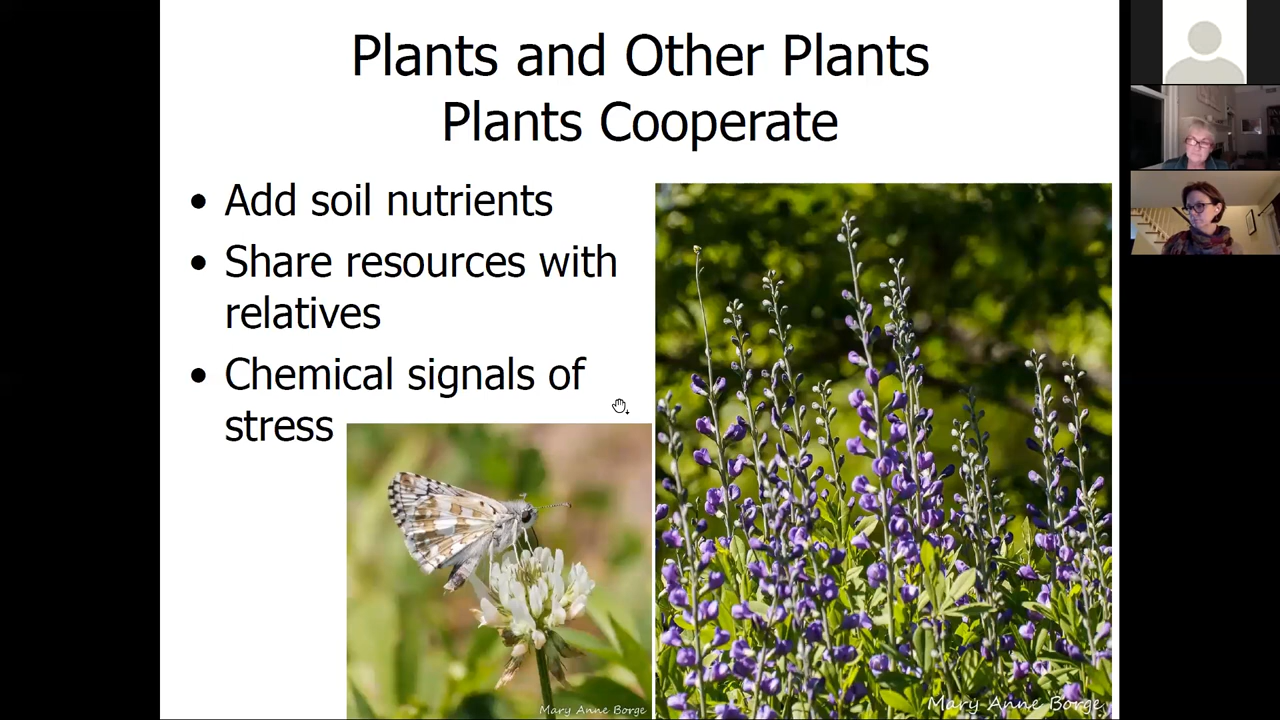 Plants and Other Plants
Plants Cooperate
• Add soil nutrients
• Share resources with
relatives
• Chemical signals of
stress
Mary Anne Borge
Mary Anne Borge